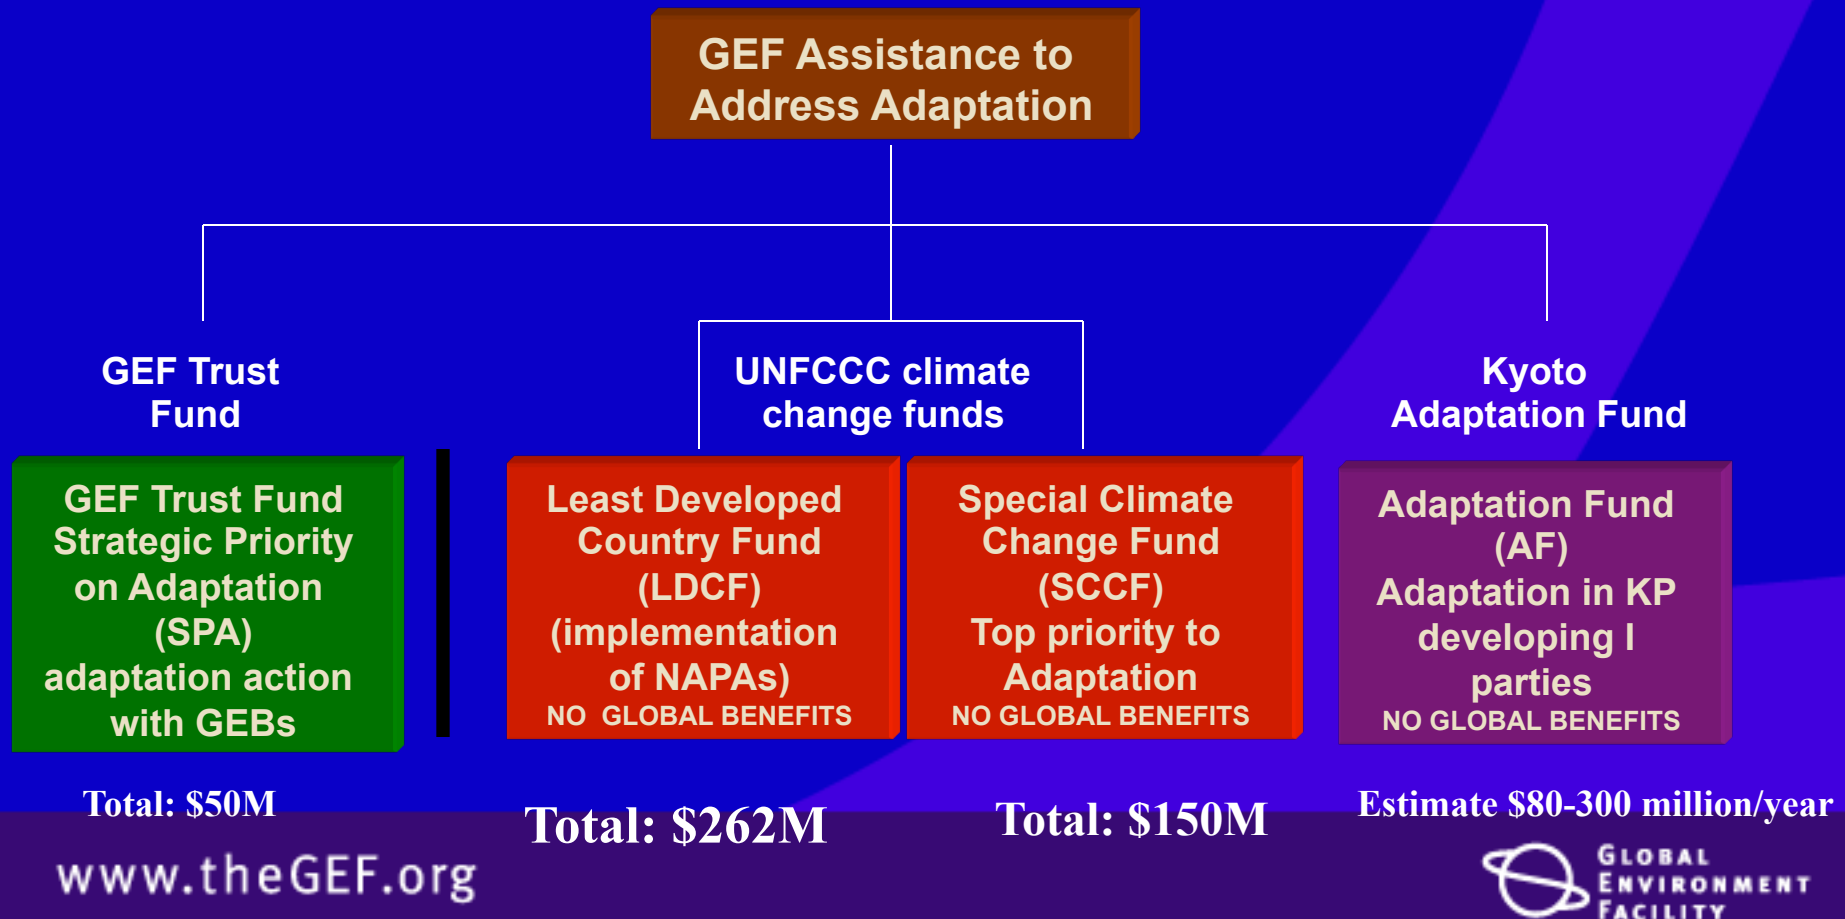 GEF Assistance to
Address Adaptation
GEF Trust
Fund
UNFCCC climate
change funds
Kyoto
Adaptation Fund
GEF Trust Fund
Strategic Priority
on Adaptation
(SPA)
adaptation action
with GEBs
Least Developed
Country Fund
(LDCF)
(implementation
of NAPAs)
NO GLOBAL BENEFITS
Special Climate
Change Fund
(SCCF)
Top priority to
Adaptation
NO GLOBAL BENEFITS
Adaptation Fund
(AF)
Adaptation in KP
developing I
parties
NO GLOBAL BENEFITS
Total: $50M
Total: $262M
Total: $150M
Estimate $80-300 million/year
www.theGEF.org
GLOBAL
ENVIRONMENT
FACILITY